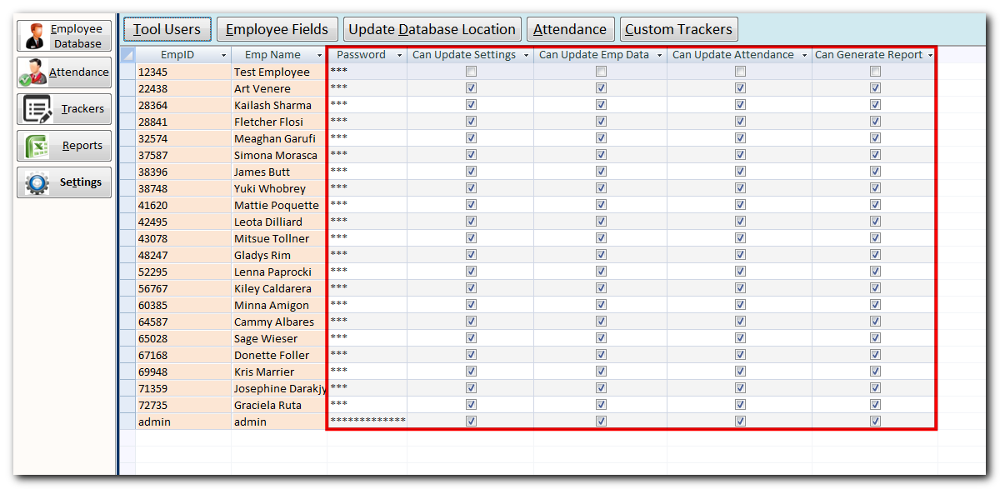 Employee
Database
Attendance
Trackers
Reports
Settings
Tool Users Employee Fields Update Database Location Attendance Custom Trackers
EmpID Emp Name Password Can Update Settings Can Update Emp Data Can Update Attendance Can Generate Report
12345 Test Employee ***
22438 Art Venere ***
28364 Kailash Sharma ***
28841 Fletcher Flosi ***
32574 Meaghan Garufi ***
37587 Simona Morasca ***
38396 James Butt ***
38748 Yuki Whobrey ***
41620 Mattie Poquette ***
42495 Leota Dilliard ***
43078 Mitsue Tollner ***
48247 Gladys Rim ***
52295 Lenna Paprocki ***
56767 Kiley Caldarera ***
60385 Minna Amigon ***
64587 Cammy Albares ***
65028 Sage Wieser ***
67168 Donette Foller ***
69948 Kris Marrier ***
71359 Josephine Darakjy ***
72735 Graciela Ruta ***
admin admin *************